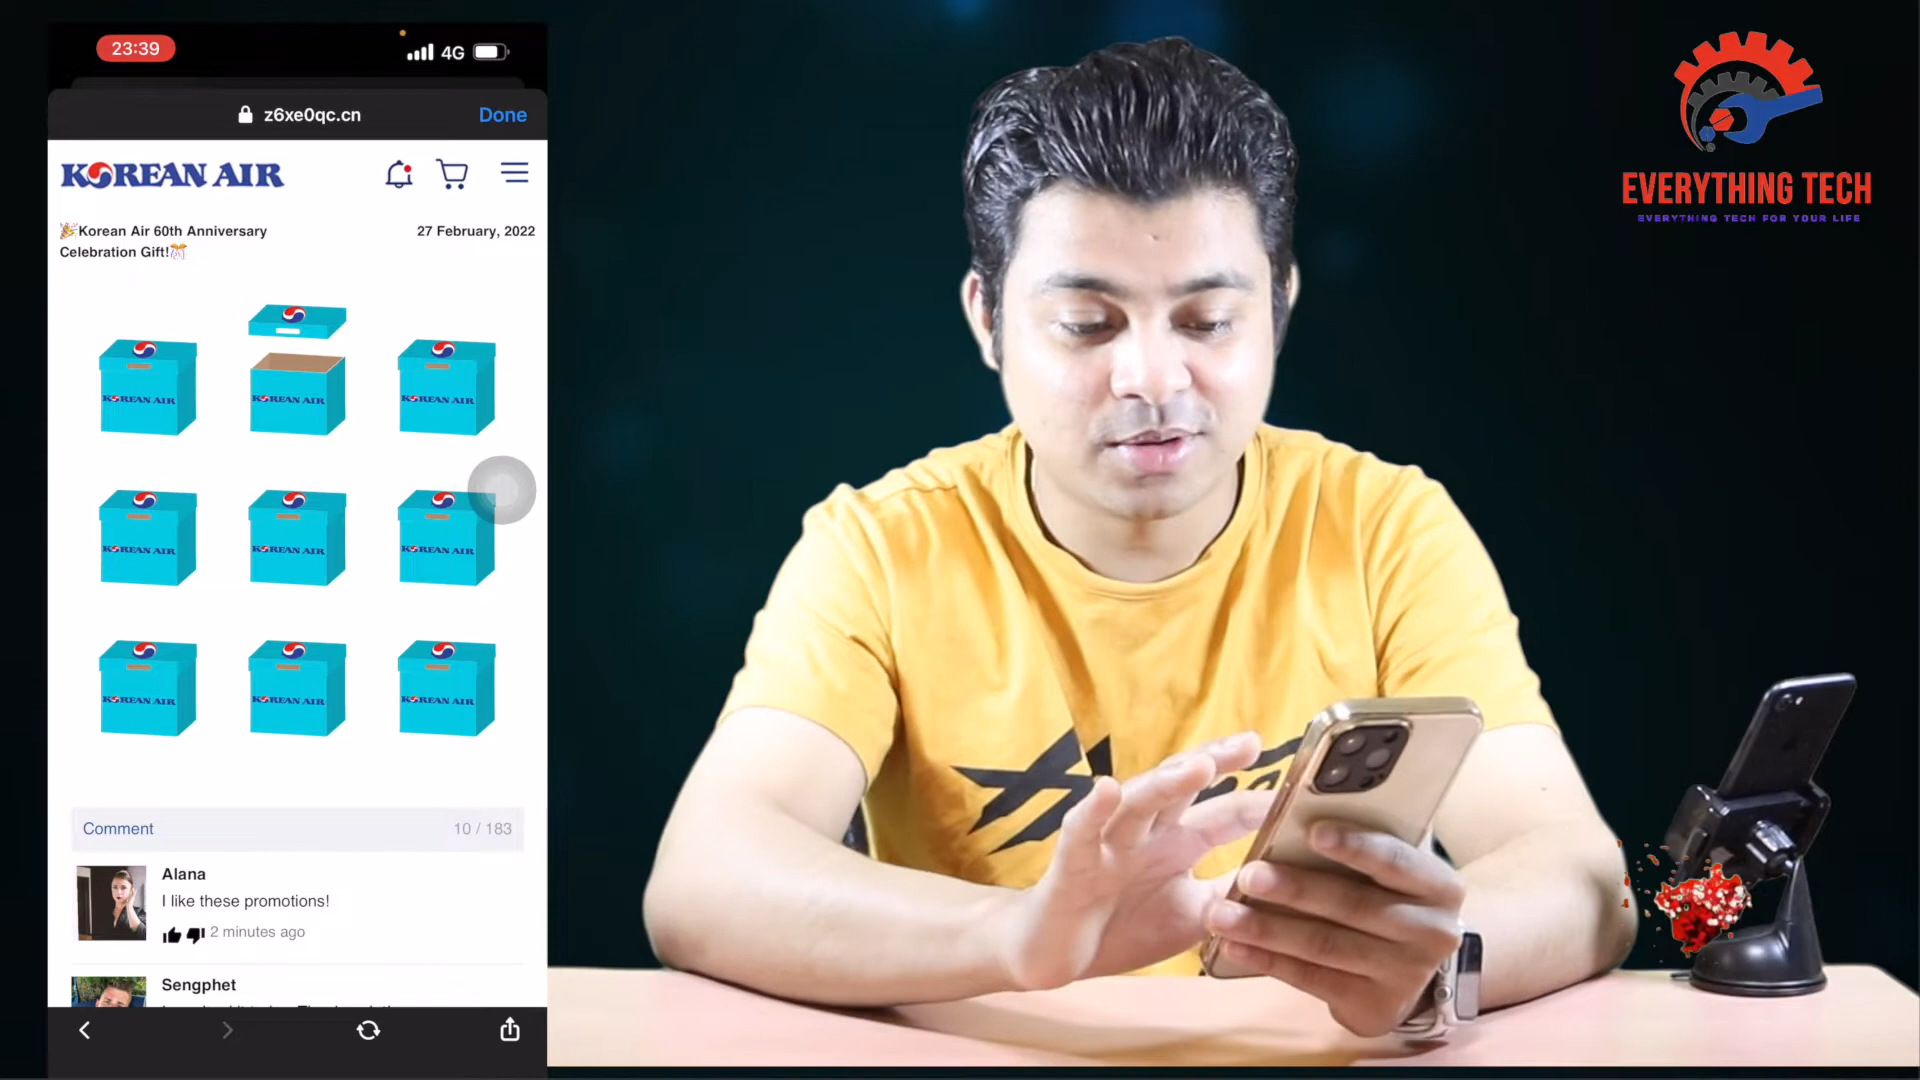 23:39
4G
z6xe0qc.cn
Done
KOREAN AIR
🎉Korean Air 60th Anniversary
Celebration Gift!🎊
27 February, 2022
KOREAN AIR
KOREAN AIR
KOREAN AIR
KOREAN AIR
KOREAN AIR
KOREAN AIR
KOREAN AIR
KOREAN AIR
KOREAN AIR
Comment
10 / 183
Alana
I like these promotions!
2 minutes ago
Sengphet
EVERYTHING TECH
EVERYTHING TECH FOR YOUR LIFE